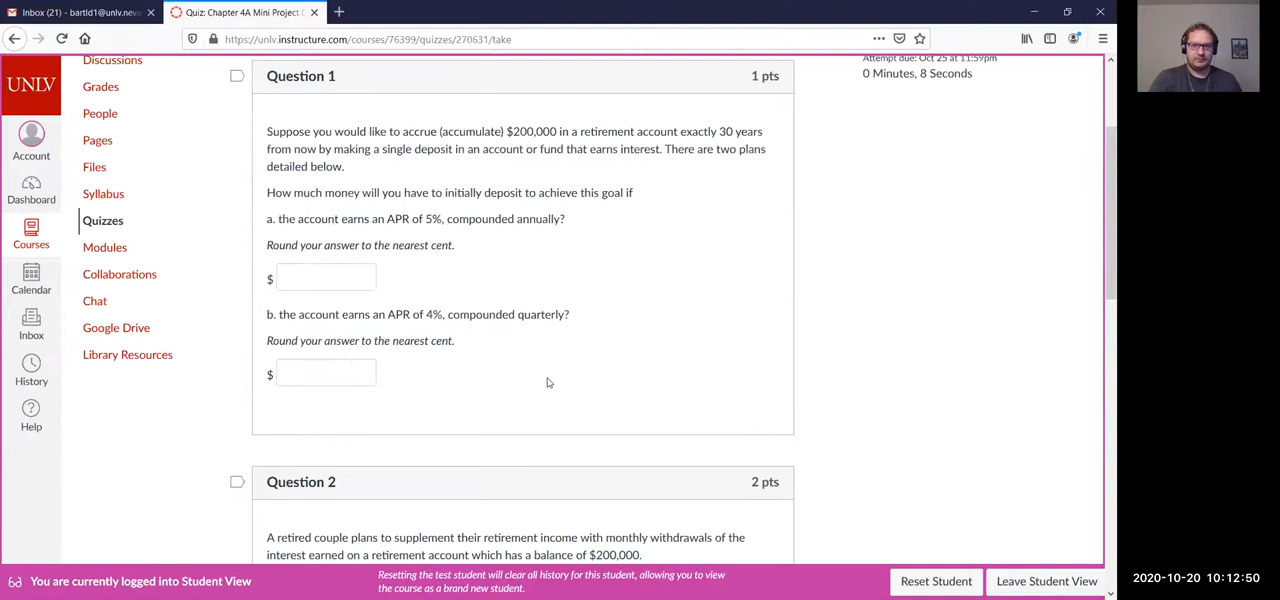 Inbox (21) - bartld1@unlv.neva
Quiz: Chapter 4A Mini Project
https://unlv.instructure.com/courses/76399/quizzes/270631/take
UNLV
Account
Dashboard
Courses
Calendar
Inbox
History
Help
Discussions
Grades
People
Pages
Files
Syllabus
Quizzes
Modules
Collaborations
Chat
Google Drive
Library Resources
Question 1
1 pts
Suppose you would like to accrue (accumulate) $200,000 in a retirement account exactly 30 years
from now by making a single deposit in an account or fund that earns interest. There are two plans
detailed below.
How much money will you have to initially deposit to achieve this goal if
a. the account earns an APR of 5%, compounded annually?
Round your answer to the nearest cent.
$
b. the account earns an APR of 4%, compounded quarterly?
Round your answer to the nearest cent.
$
Question 2
2 pts
A retired couple plans to supplement their retirement income with monthly withdrawals of the
interest earned on a retirement account which has a balance of $200,000.
Attempt due: Oct 25 at 11:59pm
0 Minutes, 8 Seconds
You are currently logged into Student View
Resetting the test student will clear all history for this student, allowing you to view
the course as a brand new student.
Reset Student
Leave Student View
2020-10-20 10:12:50